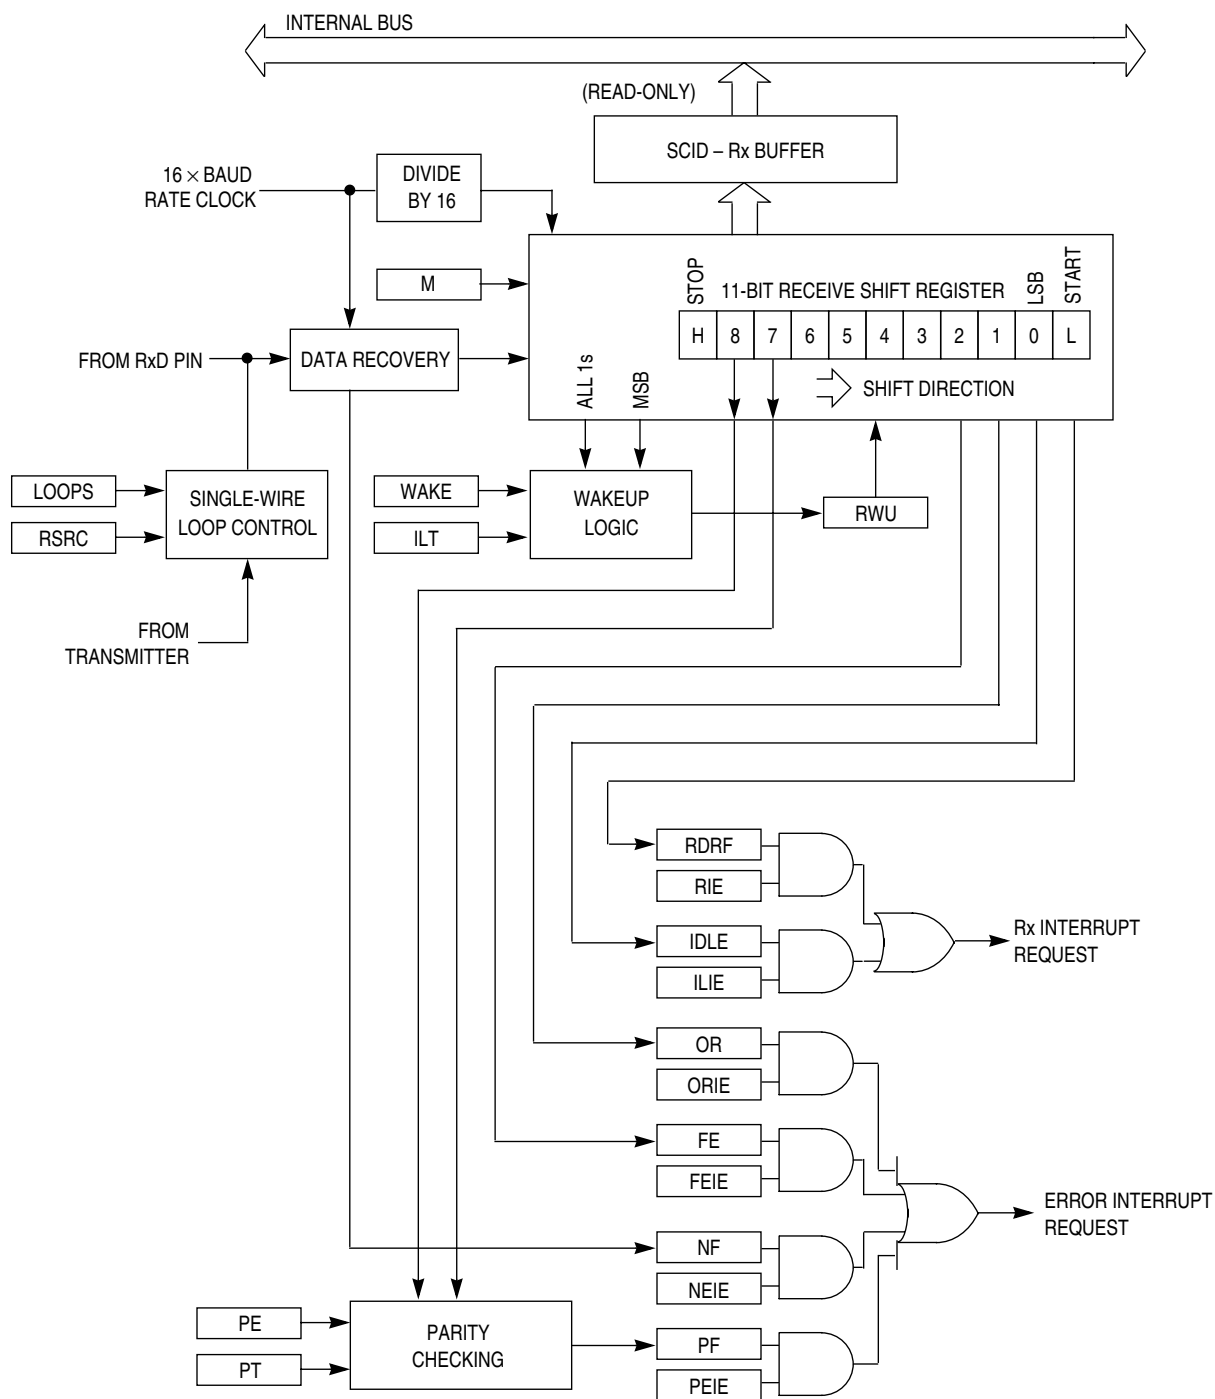 INTERNAL BUS
(READ-ONLY)
SCID – Rx BUFFER
16 × BAUD
RATE CLOCK
DIVIDE
BY 16
M
STOP
11-BIT RECEIVE SHIFT REGISTER
LSB
START
H 8 7 6 5 4 3 2 1 0 L
FROM RxD PIN
DATA RECOVERY
ALL 1s
MSB
SHIFT DIRECTION
LOOPS
RSRC
SINGLE-WIRE
LOOP CONTROL
WAKE
ILT
WAKEUP
LOGIC
RWU
FROM
TRANSMITTER
RDRF
RIE
IDLE
ILIE
Rx INTERRUPT
REQUEST
OR
ORIE
FE
FEIE
ERROR INTERRUPT
REQUEST
NF
NEIE
PE
PT
PARITY
CHECKING
PF
PEIE